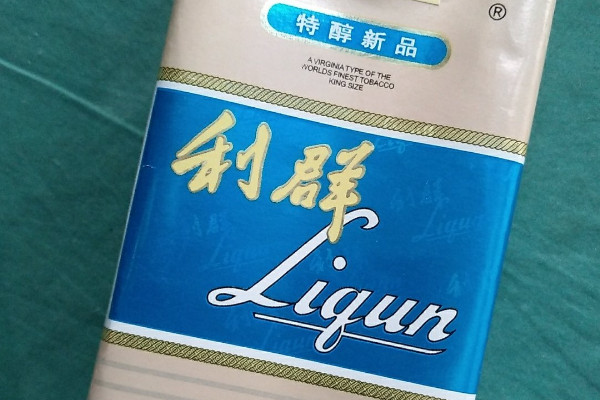 ®
特醇新品
A VIRGINIA TYPE OF THE
WORLDS FINEST TOBACCO
KING SIZE
利群
Liqun